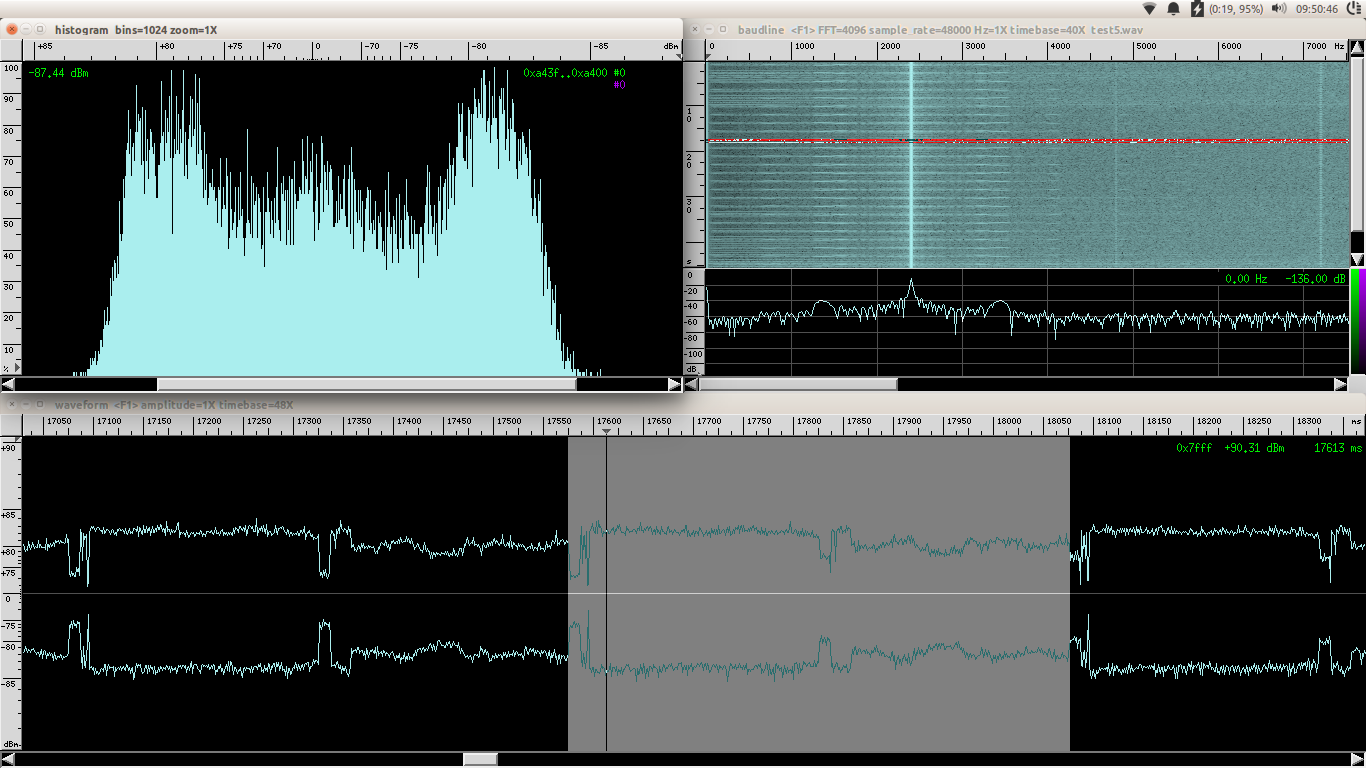 (0:19, 95%) 09:50:46
histogram bins=1024 zoom=1X
+85 +80 +75 +70 0 -70 -75 -80 -85 dBm
-87.44 dBm 0xa43f..0xa400 #0
#0
100
90
80
70
60
50
40
30
20
10
%
baudline <F1> FFT=4096 sample_rate=48000 Hz=1X timebase=40X test5.wav
0 1000 2000 3000 4000 5000 6000 7000 Hz
10
20
30
s
0.00 Hz -136.00 dB
0
-20
-40
-60
-80
-100
dB
waveform <F1> amplitude=1X timebase=48X
17050 17100 17150 17200 17250 17300 17350 17400 17450 17500 17550 17600 17650 17700 17750 17800 17850 17900 17950 18000 18050 18100 18150 18200 18250 18300 ms
0x7fff +90.31 dBm 17613 ms
+90
+85
+80
+75
0
-75
-80
-85
dBm